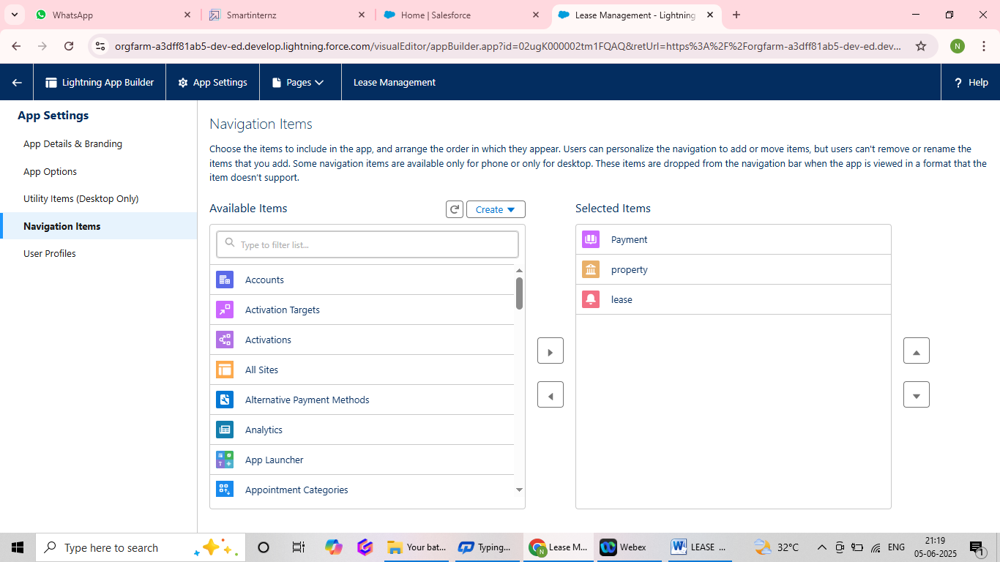 WhatsApp
Smartinternz
Home | Salesforce
Lease Management - Lightning
orgfarm-a3dff81ab5-dev-ed.develop.lightning.force.com/visualEditor/appBuilder.app?id=02ugK000002tm1FQAQ&retUrl=https%3A%2F%2Forgfarm-a3dff81ab5-dev-ed.dev...
N
Lightning App Builder
App Settings
Pages
Lease Management
? Help
App Settings
App Details & Branding
App Options
Utility Items (Desktop Only)
Navigation Items
User Profiles
Navigation Items
Choose the items to include in the app, and arrange the order in which they appear. Users can personalize the navigation to add or move items, but users can't remove or rename the
items that you add. Some navigation items are available only for phone or only for desktop. These items are dropped from the navigation bar when the app is viewed in a format that the
item doesn't support.
Available Items
Create
Type to filter list...
Accounts
Activation Targets
Activations
All Sites
Alternative Payment Methods
Analytics
App Launcher
Appointment Categories
Selected Items
Payment
property
lease
Type here to search
Your bat...
Typing...
N
Lease M...
Webex
W
LEASE ...
32°C
ENG
21:19
05-06-2025
1